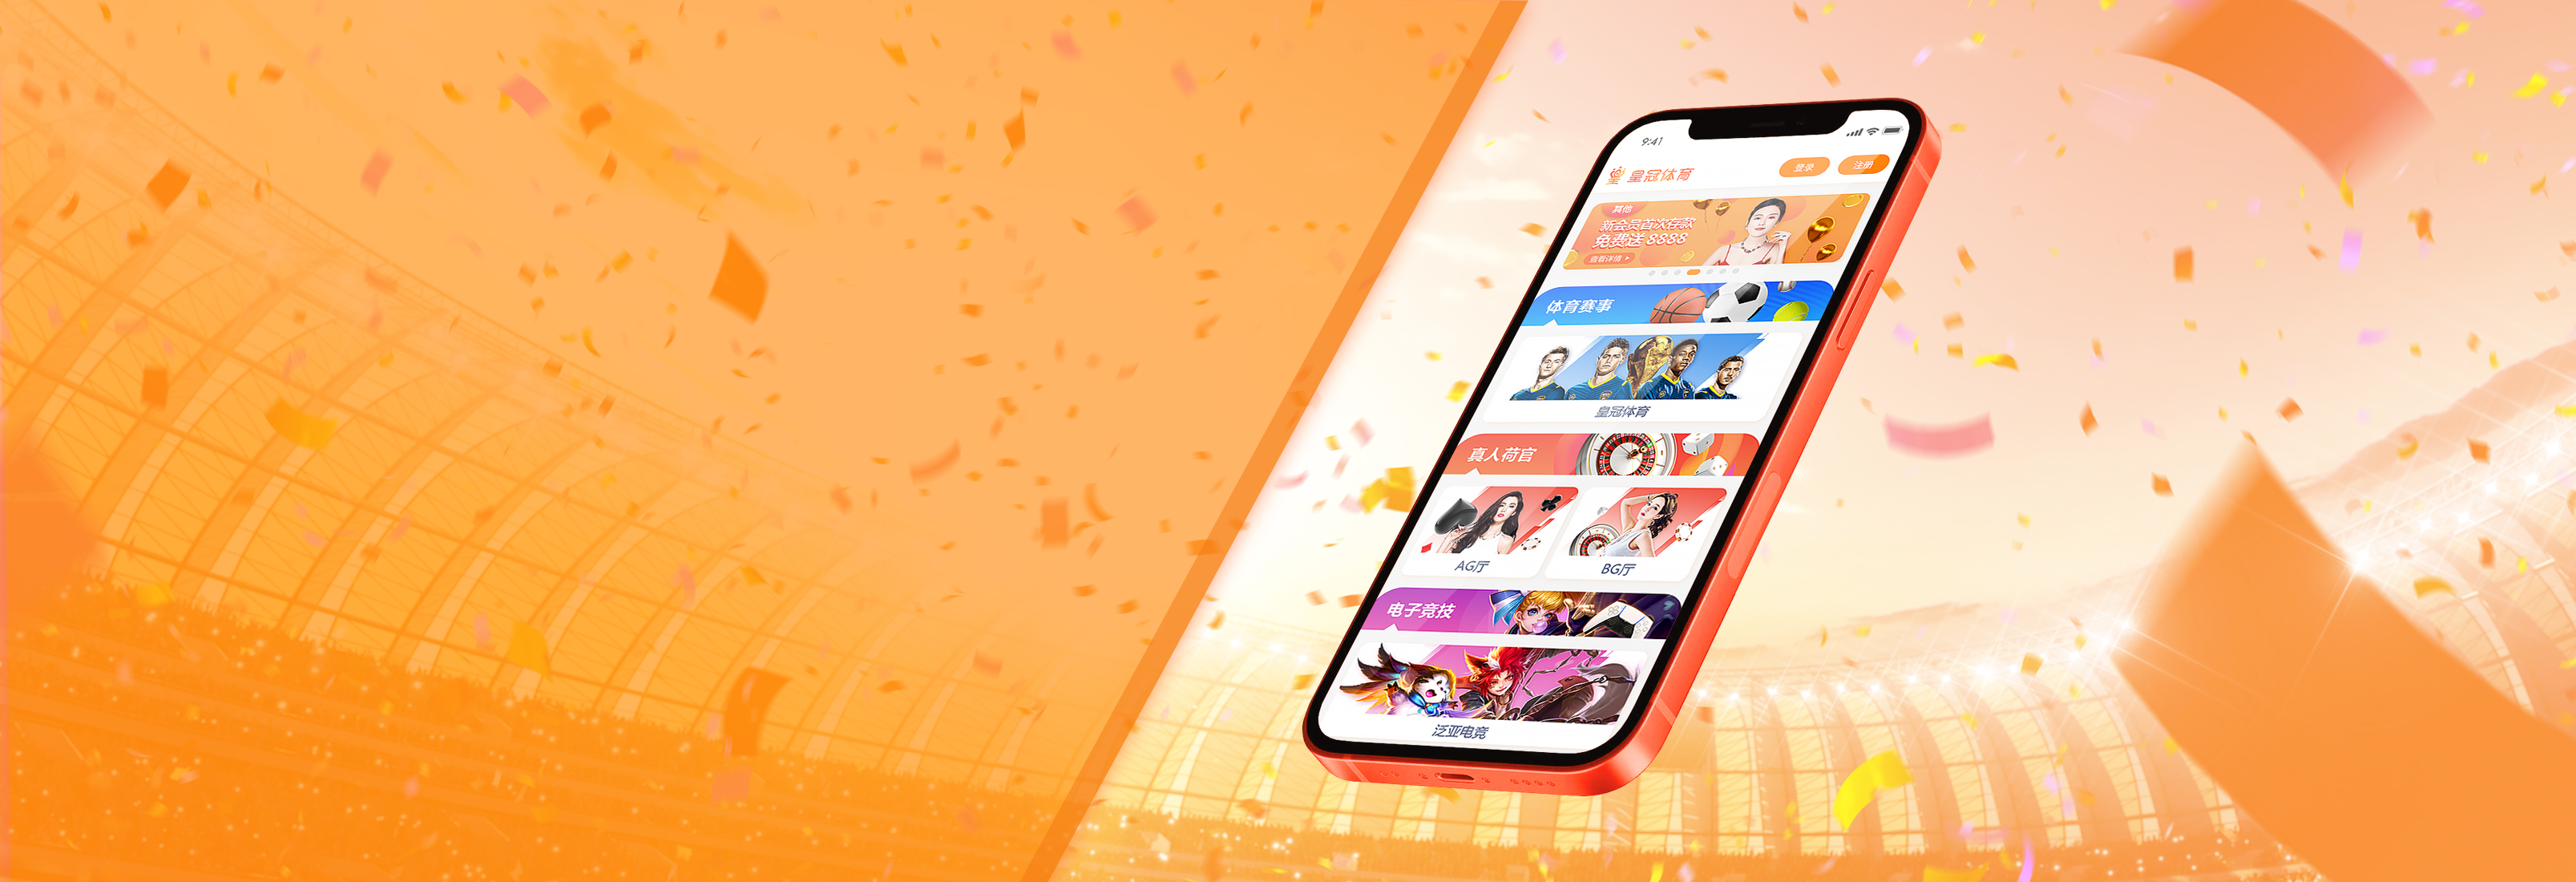 9:41
皇冠体育
登录
注册
其他
新会员首次存款
免费送 8888
查看详情
体育赛事
皇冠体育
真人荷官
AG厅
BG厅
电子竞技
泛亚电竞